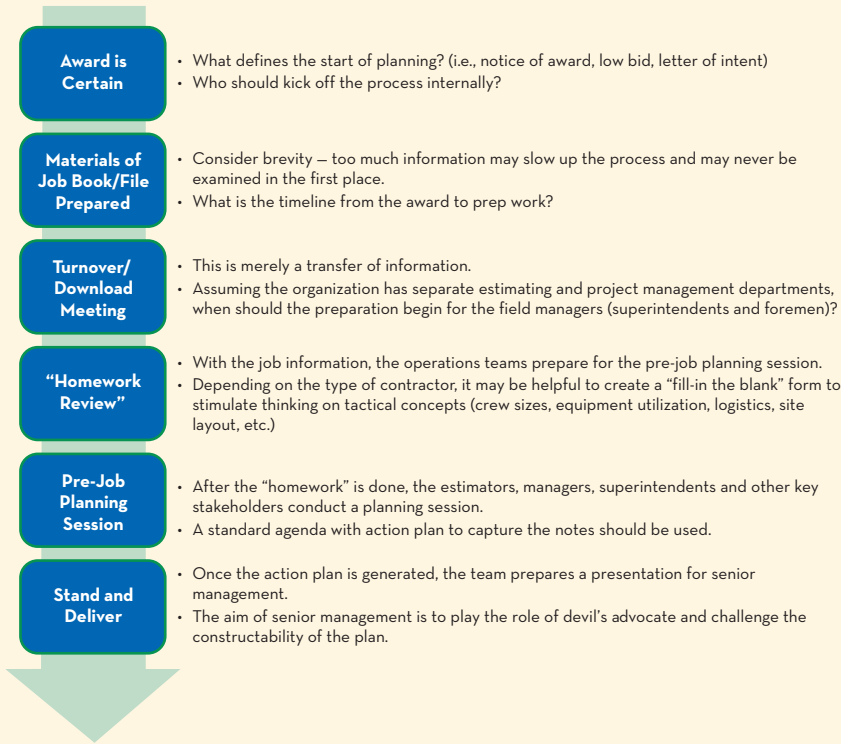 Award is
Certain
• What defines the start of planning? (i.e., notice of award, low bid, letter of intent)
• Who should kick off the process internally?
Materials of
Job Book/File
Prepared
• Consider brevity – too much information may slow up the process and may never be
examined in the first place.
• What is the timeline from the award to prep work?
Turnover/
Download
Meeting
• This is merely a transfer of information.
• Assuming the organization has separate estimating and project management departments,
when should the preparation begin for the field managers (superintendents and foremen)?
“Homework
Review”
• With the job information, the operations teams prepare for the pre-job planning session.
• Depending on the type of contractor, it may be helpful to create a “fill-in the blank” form to
stimulate thinking on tactical concepts (crew sizes, equipment utilization, logistics, site
layout, etc.)
Pre-Job
Planning
Session
• After the “homework” is done, the estimators, managers, superintendents and other key
stakeholders conduct a planning session.
• A standard agenda with action plan to capture the notes should be used.
Stand and
Deliver
• Once the action plan is generated, the team prepares a presentation for senior
management.
• The aim of senior management is to play the role of devil’s advocate and challenge the
constructability of the plan.